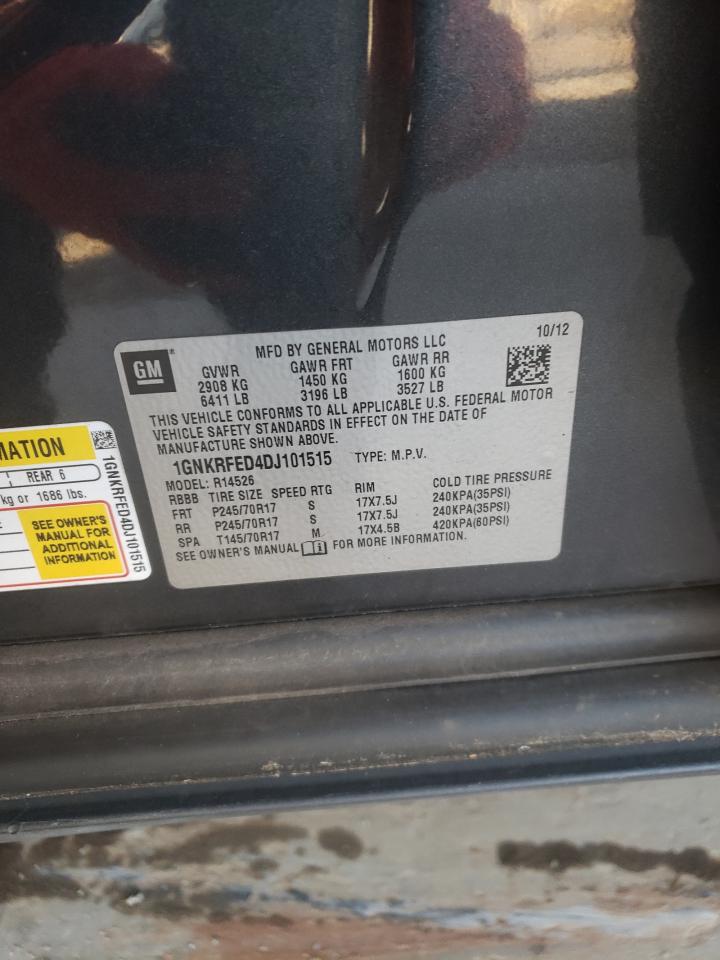 MFD BY GENERAL MOTORS LLC 10/12
GM
GVWR GAWR FRT GAWR RR
2908 KG 1450 KG 1600 KG
6411 LB 3196 LB 3527 LB
THIS VEHICLE CONFORMS TO ALL APPLICABLE U.S. FEDERAL MOTOR
VEHICLE SAFETY STANDARDS IN EFFECT ON THE DATE OF
MANUFACTURE SHOWN ABOVE.
1GNKRFED4DJ101515 TYPE: M.P.V.
MODEL: R14526
RBBB TIRE SIZE SPEED RTG RIM COLD TIRE PRESSURE
FRT P245/70R17 S 17X7.5J 240KPA(35PSI)
RR P245/70R17 S 17X7.5J 240KPA(35PSI)
SPA T145/70R17 M 17X4.5B 420KPA(60PSI)
SEE OWNER'S MANUAL FOR MORE INFORMATION.
MATION
REAR 6
kg or 1686 lbs.
SEE OWNER'S
MANUAL FOR
ADDITIONAL
INFORMATION
1GNKRFED4DJ101515